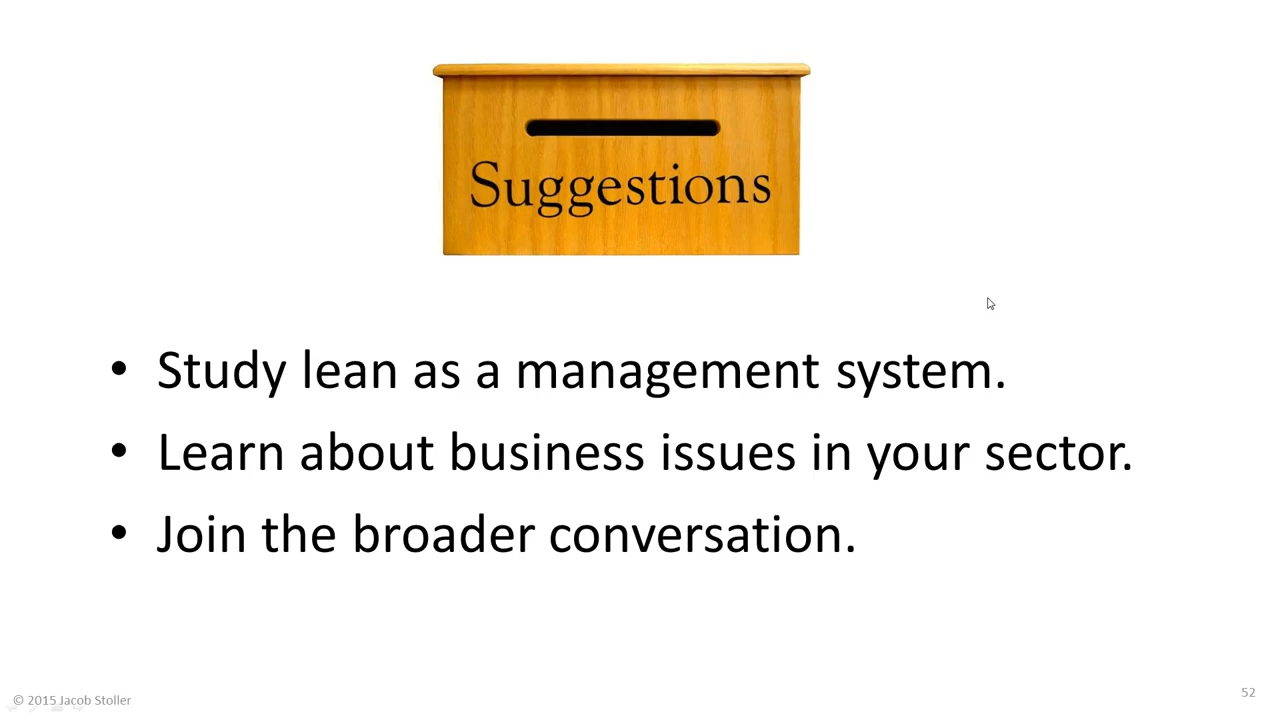 Suggestions
• Study lean as a management system.
• Learn about business issues in your sector.
• Join the broader conversation.
© 2015 Jacob Stoller
52